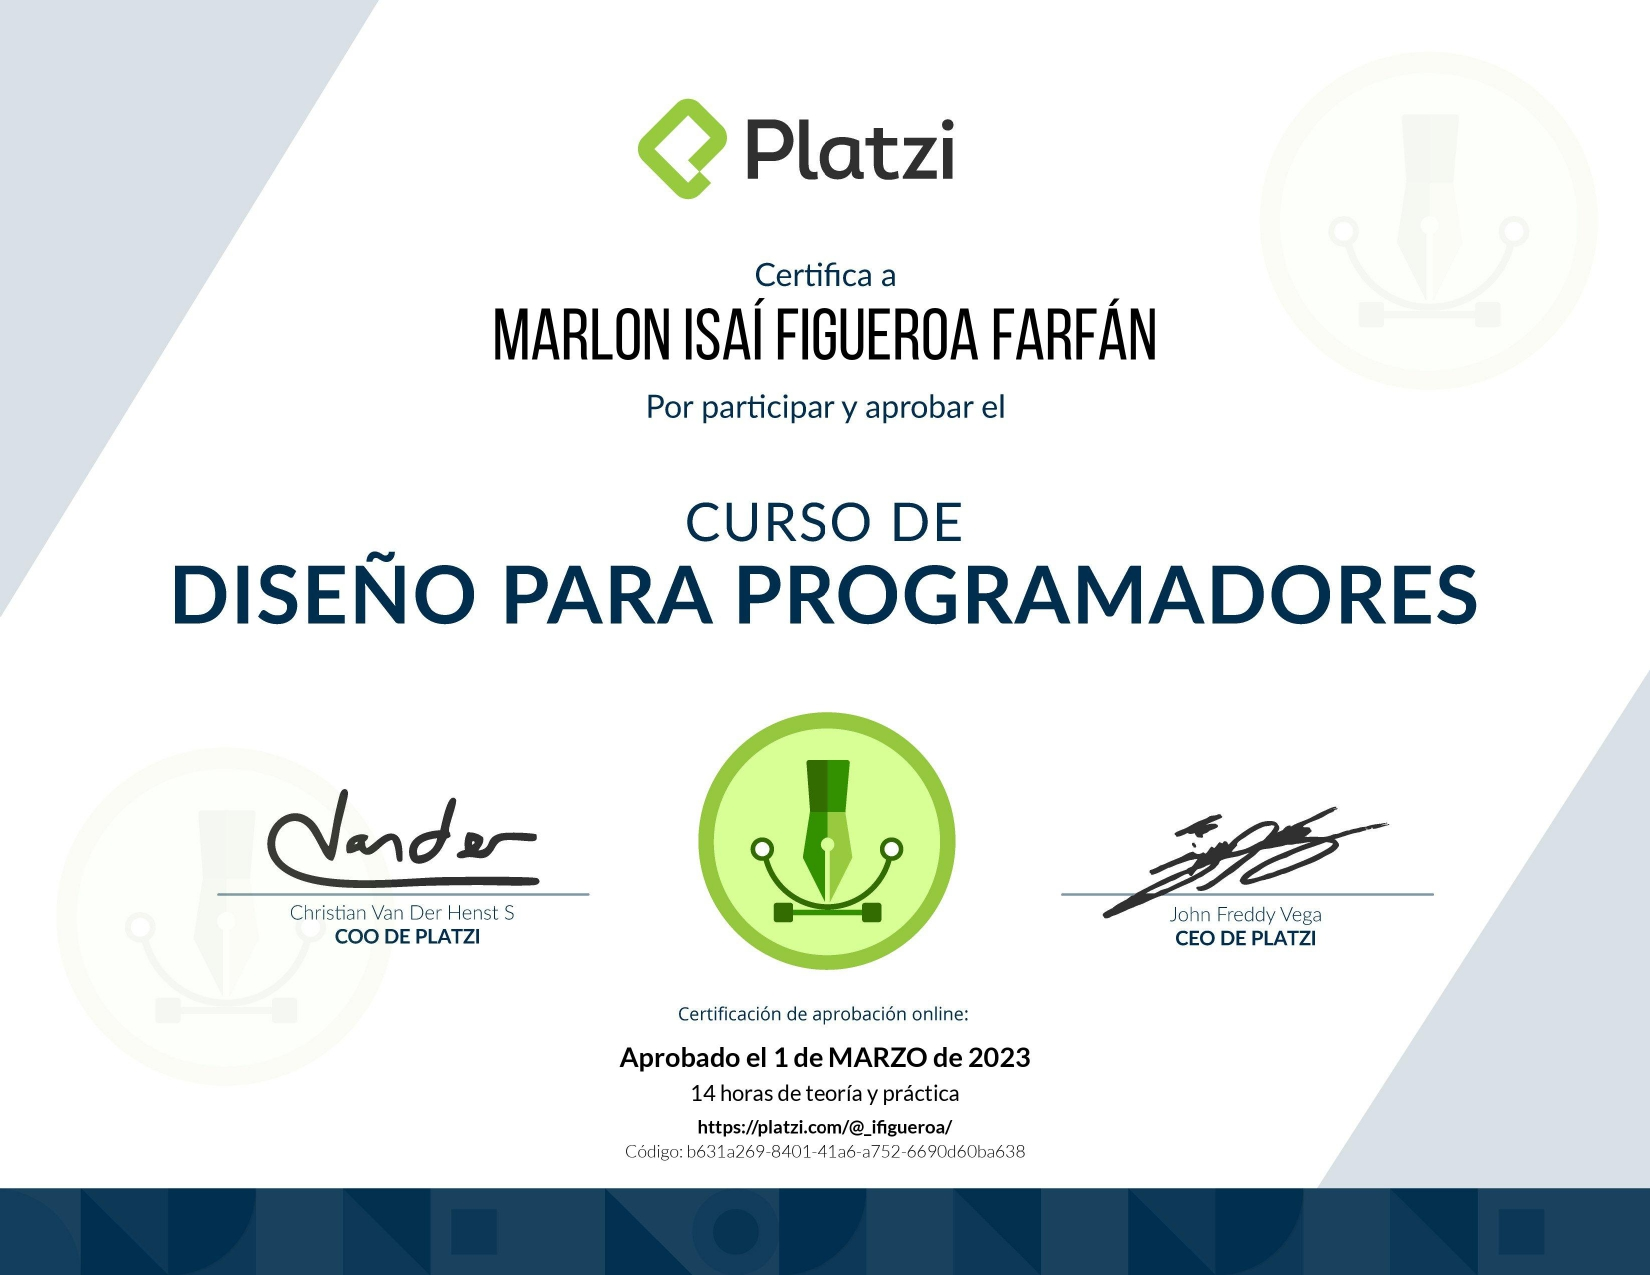 Platzi
Certifica a
MARLON ISAÍ FIGUEROA FARFÁN
Por participar y aprobar el
CURSO DE
DISEÑO PARA PROGRAMADORES
Vander
Christian Van Der Henst S
COO DE PLATZI
John Freddy Vega
CEO DE PLATZI
Certificación de aprobación online:
Aprobado el 1 de MARZO de 2023
14 horas de teoría y práctica
https://platzi.com/@_ifigueroa/
Código: b631a269-8401-41a6-a752-6690d60ba638